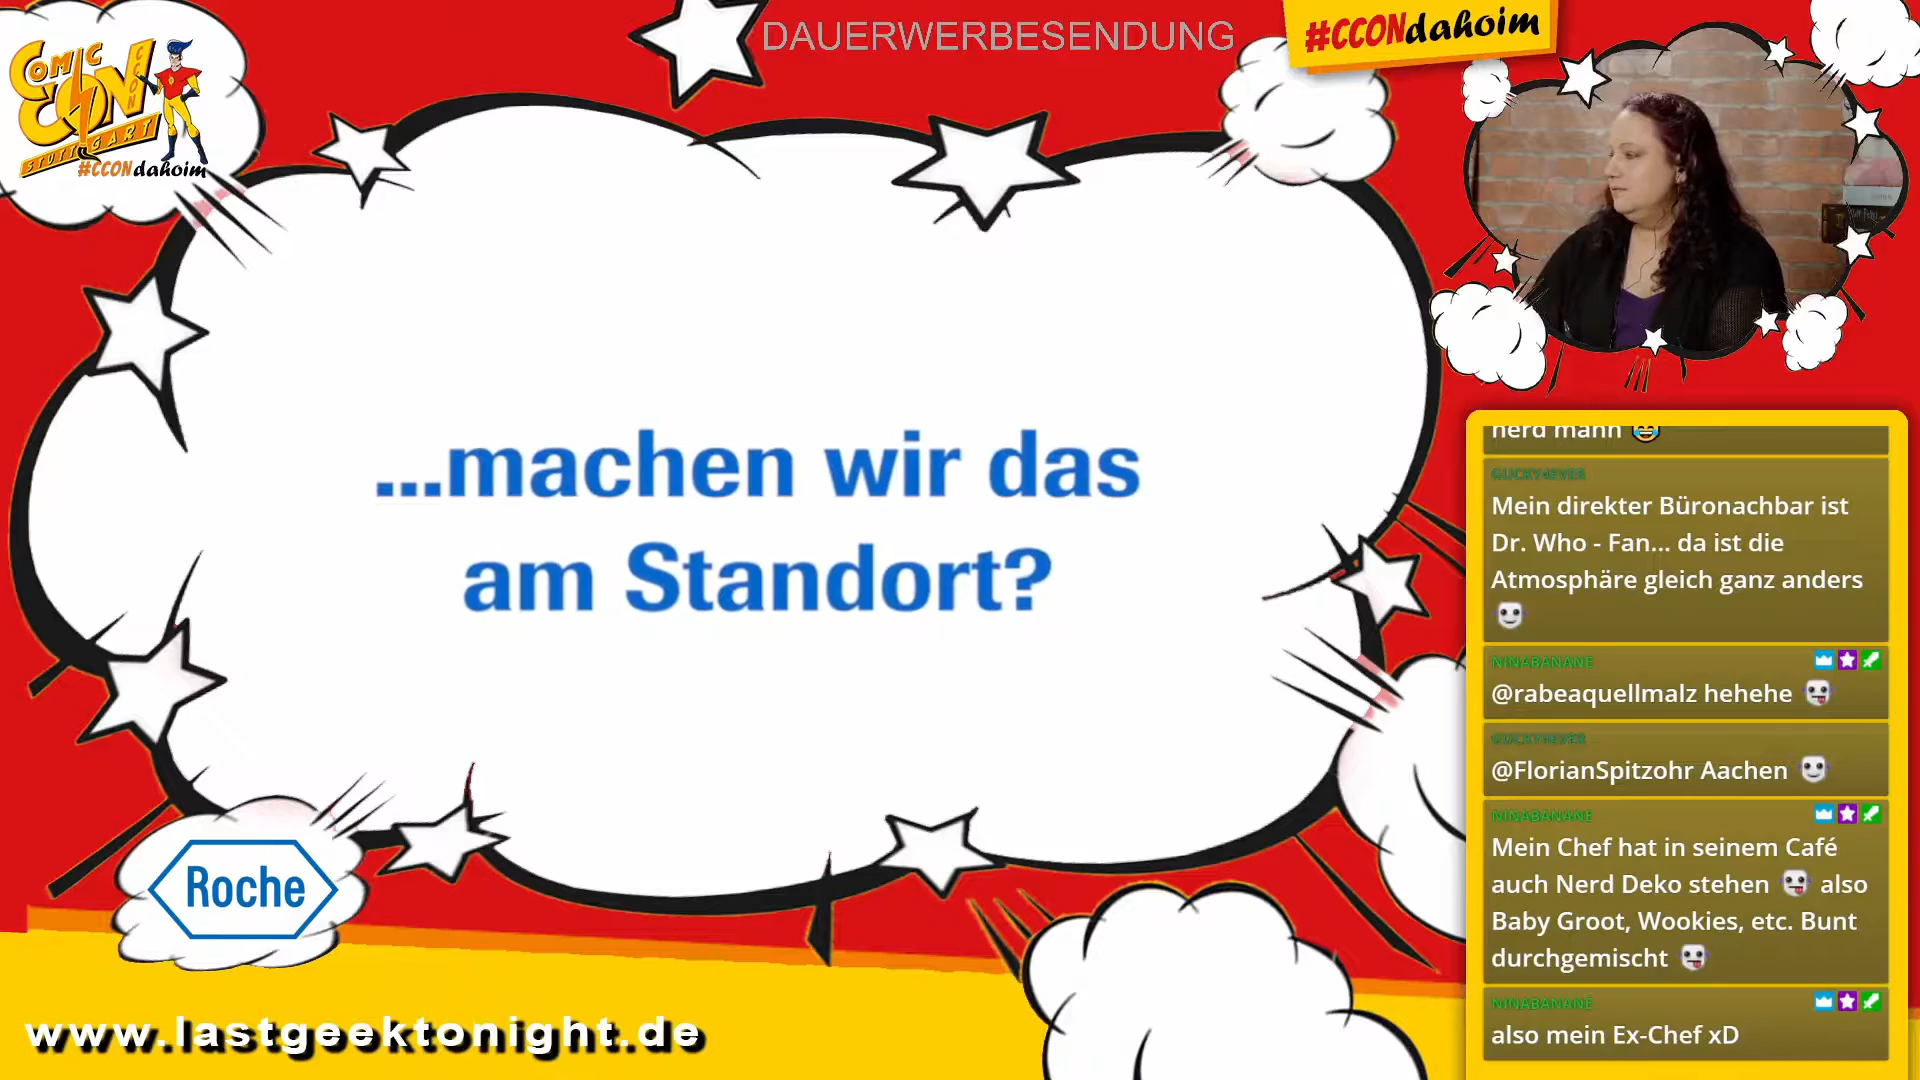 DAUERWERBESENDUNG
#CCONdahoim
COMIC
CON
CCON
STUTTGART
#CCONdahoim
...machen wir das
am Standort?
Roche
www.lastgeektonight.de
nerd mann
GUCKY4EVER
Mein direkter Büronachbar ist
Dr. Who - Fan... da ist die
Atmosphäre gleich ganz anders
NINABANANE
@rabeaquellmalz hehehe
GUCKY4EVER
@FlorianSpitzohr Aachen
NINABANANE
Mein Chef hat in seinem Café
auch Nerd Deko stehen also
Baby Groot, Wookies, etc. Bunt
durchgemischt
NINABANANE
also mein Ex-Chef xD